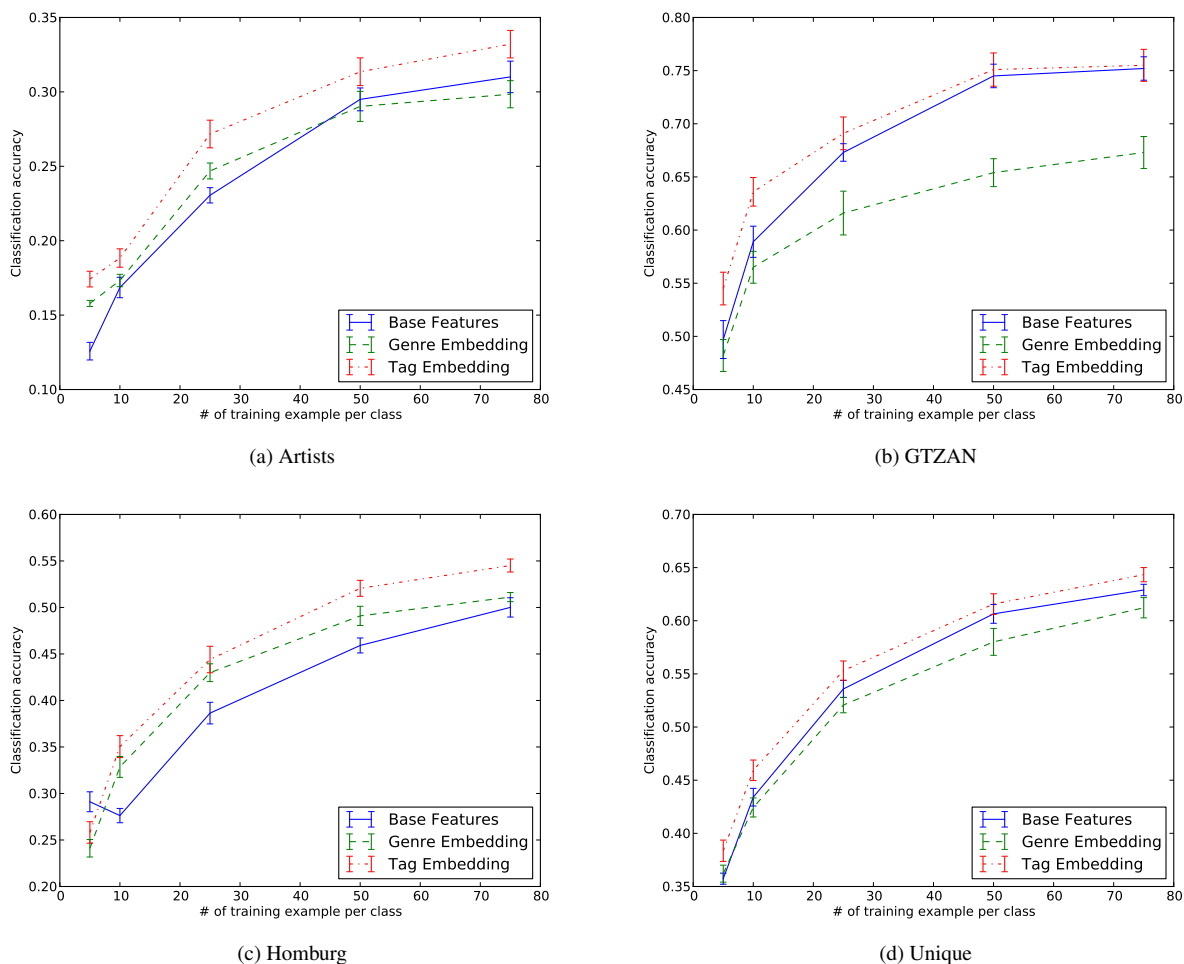 0.35
0.30
0.25
0.20
0.15
0.10
Classification accuracy
Base Features
Genre Embedding
Tag Embedding
0 10 20 30 40 50 60 70 80
# of training example per class
(a) Artists
0.80
0.75
0.70
0.65
0.60
0.55
0.50
0.45
Classification accuracy
Base Features
Genre Embedding
Tag Embedding
0 10 20 30 40 50 60 70 80
# of training example per class
(b) GTZAN
0.60
0.55
0.50
0.45
0.40
0.35
0.30
0.25
0.20
Classification accuracy
Base Features
Genre Embedding
Tag Embedding
0 10 20 30 40 50 60 70 80
# of training example per class
(c) Homburg
0.70
0.65
0.60
0.55
0.50
0.45
0.40
0.35
Classification accuracy
Base Features
Genre Embedding
Tag Embedding
0 10 20 30 40 50 60 70 80
# of training example per class
(d) Unique